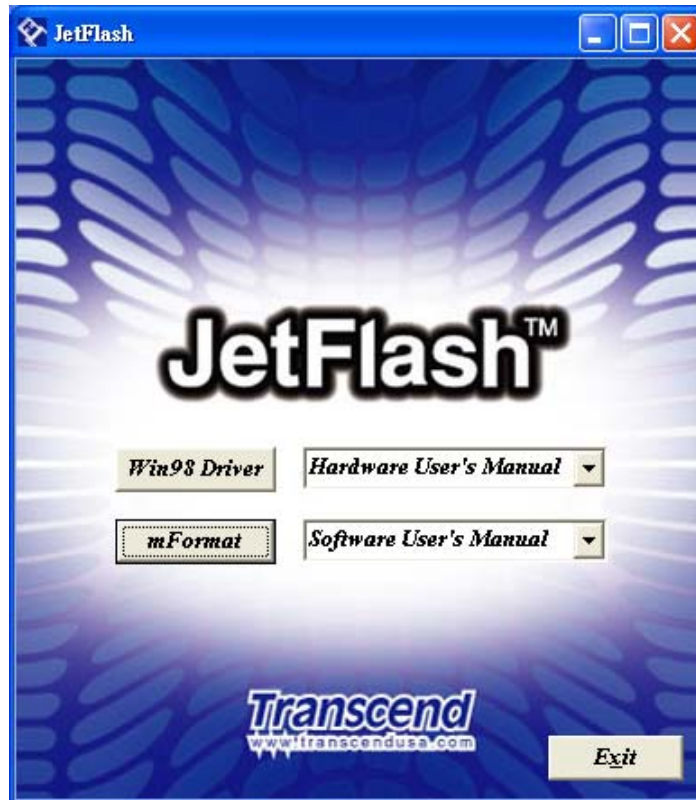 JetFlash
JetFlash™
Win98 Driver
Hardware User's Manual
mFormat
Software User's Manual
Transcend
www.transcendusa.com
Exit